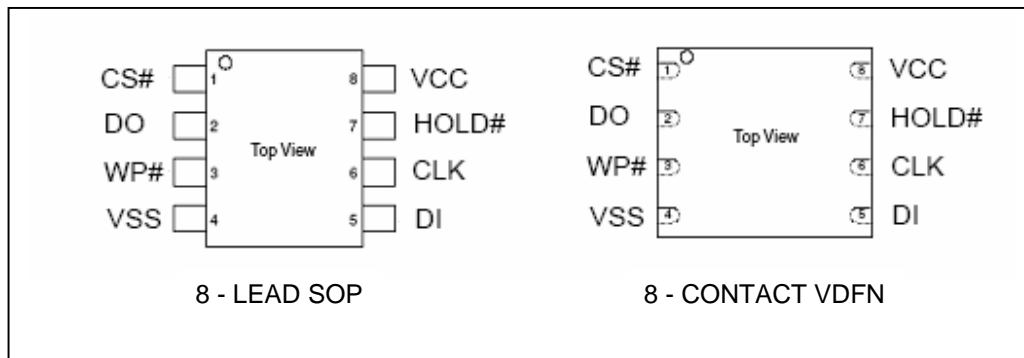 CS# 1 8 VCC
DO 2 7 HOLD#
Top View
WP# 3 6 CLK
VSS 4 5 DI
8 - LEAD SOP
CS# 1 8 VCC
DO 2 7 HOLD#
Top View
WP# 3 6 CLK
VSS 4 5 DI
8 - CONTACT VDFN